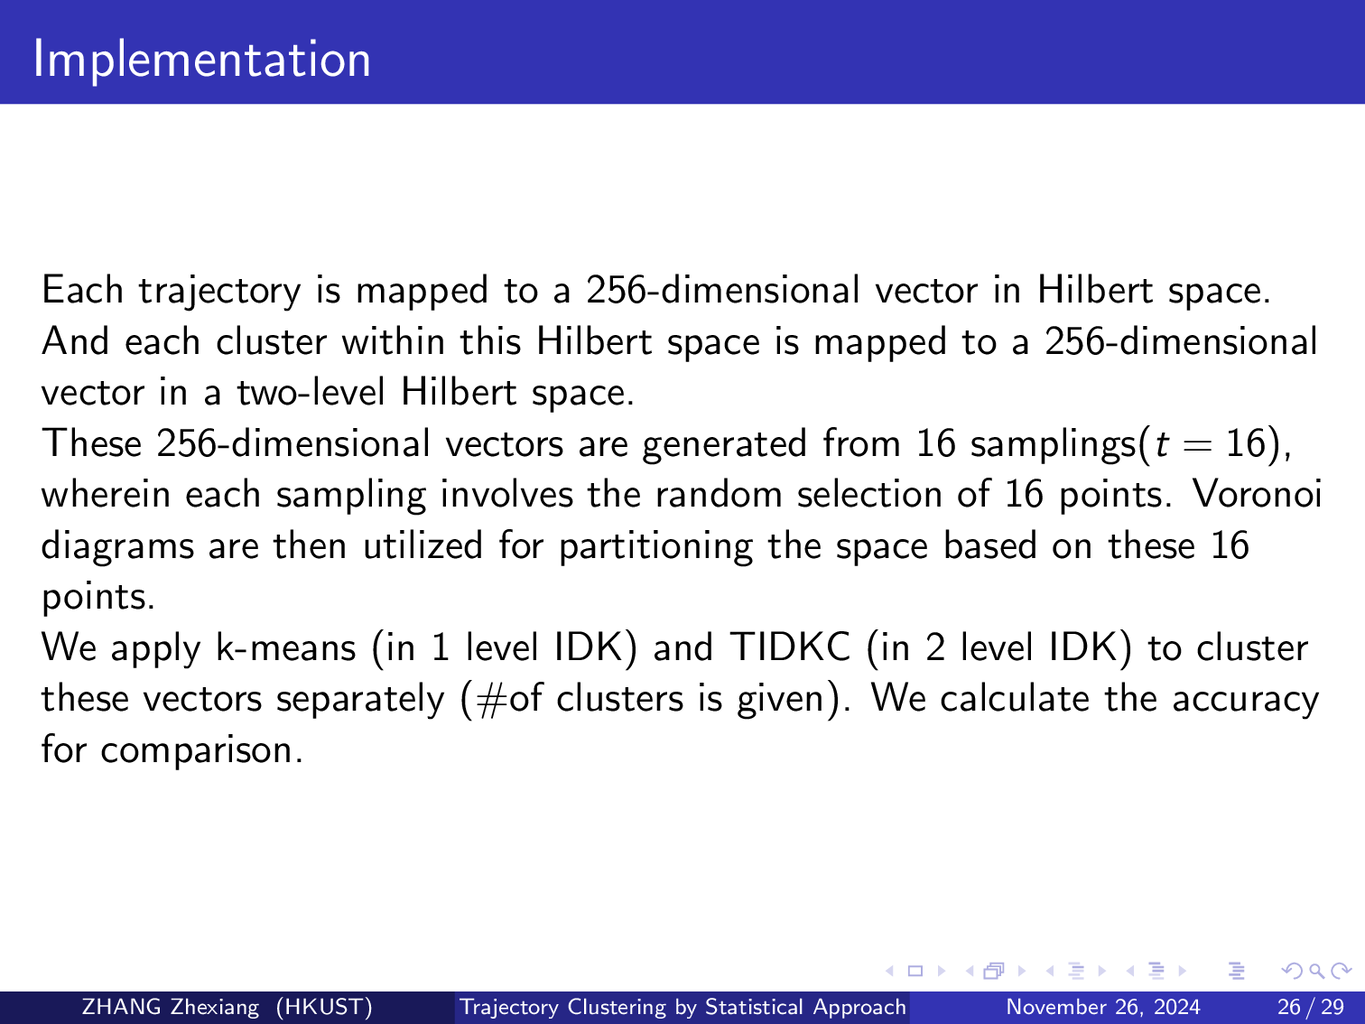 Implementation
Each trajectory is mapped to a 256-dimensional vector in Hilbert space.
And each cluster within this Hilbert space is mapped to a 256-dimensional
vector in a two-level Hilbert space.
These 256-dimensional vectors are generated from 16 samplings(t = 16),
wherein each sampling involves the random selection of 16 points. Voronoi
diagrams are then utilized for partitioning the space based on these 16
points.
We apply k-means (in 1 level IDK) and TIDKC (in 2 level IDK) to cluster
these vectors separately (#of clusters is given). We calculate the accuracy
for comparison.
ZHANG Zhexiang (HKUST)
Trajectory Clustering by Statistical Approach
November 26, 2024
26 / 29